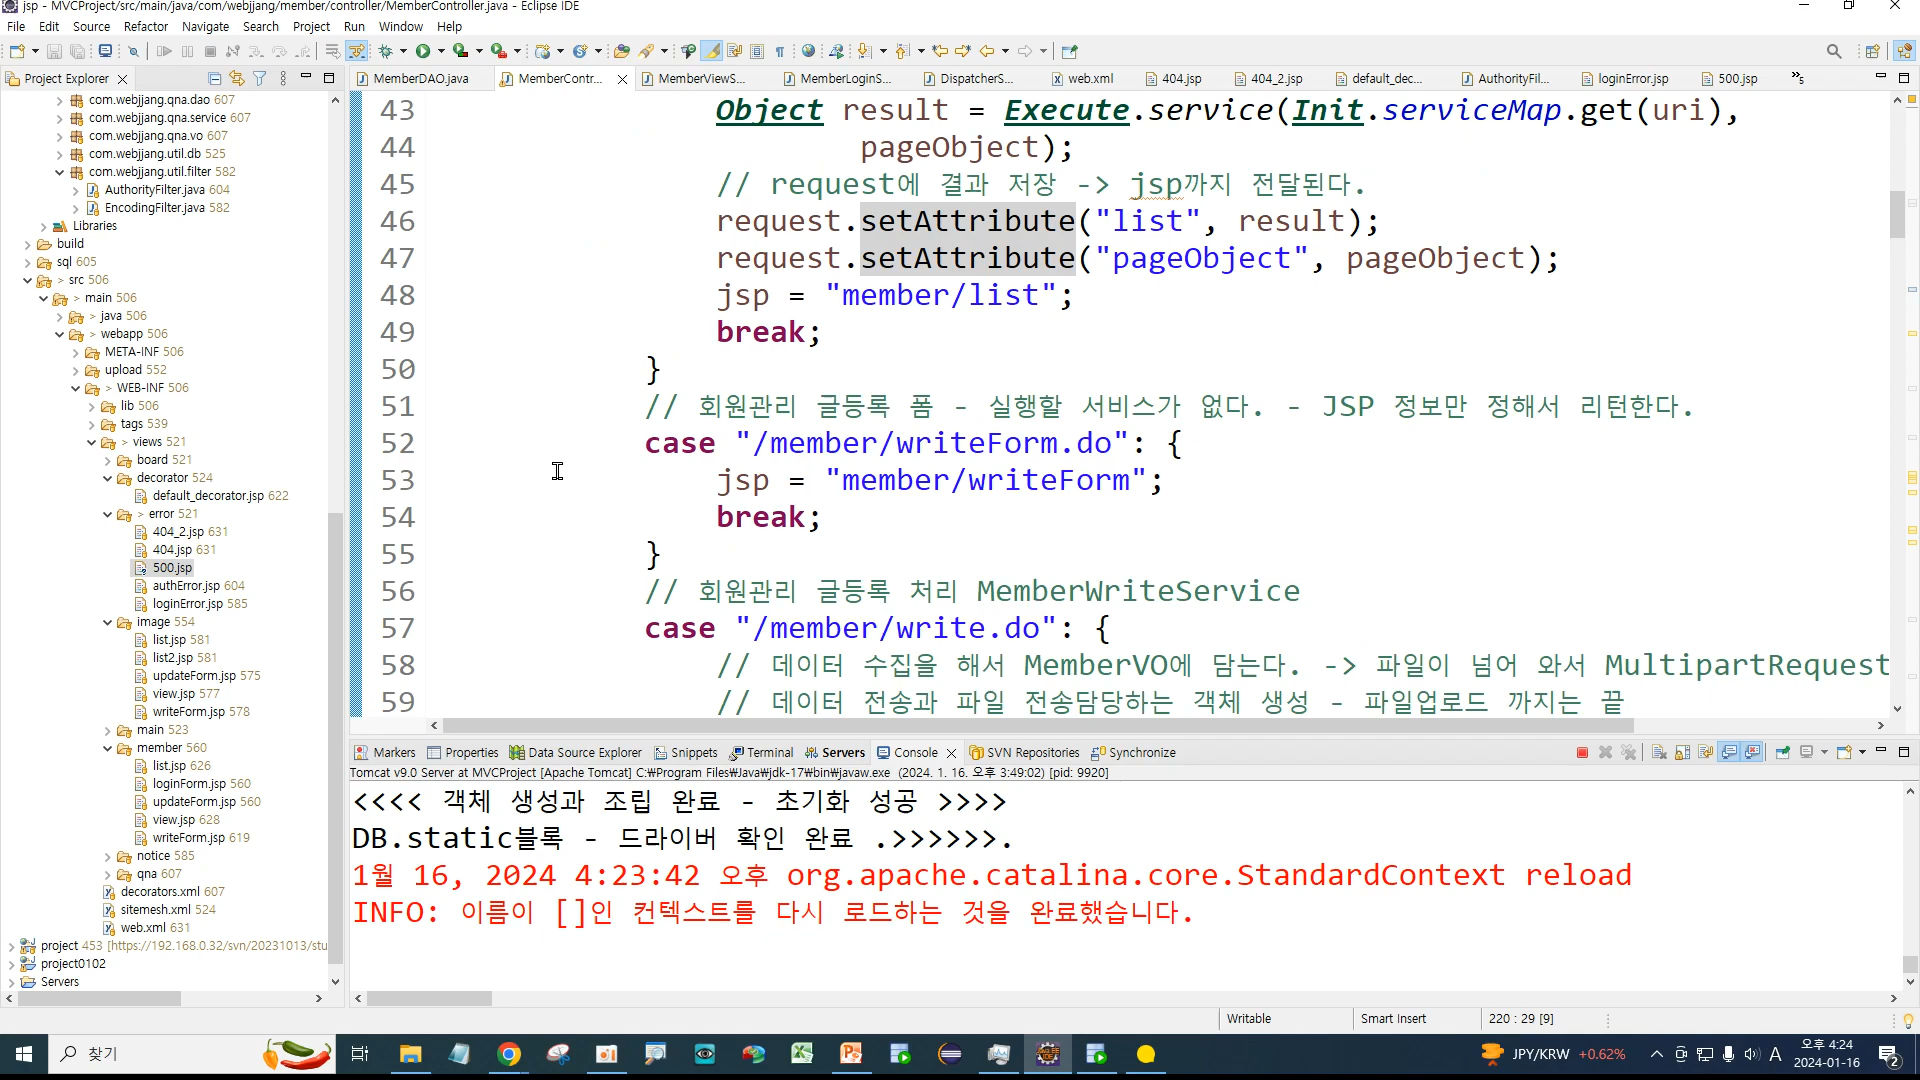 jsp - MVCProject/src/main/java/com/webjjang/member/controller/MemberController.java - Eclipse IDE
File Edit Source Refactor Navigate Search Project Run Window Help
Project Explorer
MemberDAO.java MemberContr... MemberViewS... MemberLoginS... DispatcherS... web.xml 404.jsp 404_2.jsp default_dec... AuthorityFil... loginError.jsp 500.jsp »5
com.webjjang.qna.dao 607
com.webjjang.qna.service 607
com.webjjang.qna.vo 607
com.webjjang.util.db 525
com.webjjang.util.filter 582
AuthorityFilter.java 604
EncodingFilter.java 582
Libraries
build
sql 605
> src 506
> main 506
> java 506
> webapp 506
META-INF 506
upload 552
> WEB-INF 506
lib 506
tags 539
> views 521
board 521
decorator 524
default_decorator.jsp 622
> error 521
404_2.jsp 631
404.jsp 631
500.jsp
authError.jsp 604
loginError.jsp 585
image 554
list.jsp 581
list2.jsp 581
updateForm.jsp 575
view.jsp 577
writeForm.jsp 578
main 523
member 560
list.jsp 626
loginForm.jsp 560
updateForm.jsp 560
view.jsp 628
writeForm.jsp 619
notice 585
qna 607
decorators.xml 607
sitemesh.xml 524
web.xml 631
project 453 [https://192.168.0.32/svn/20231013/stu
project0102
Servers
43 Object result = Execute.service(Init.serviceMap.get(uri),
44 pageObject);
45 // request에 결과 저장 -> jsp까지 전달된다.
46 request.setAttribute("list", result);
47 request.setAttribute("pageObject", pageObject);
48 jsp = "member/list";
49 break;
50 }
51 // 회원관리 글등록 폼 - 실행할 서비스가 없다. - JSP 정보만 정해서 리턴한다.
52 case "/member/writeForm.do": {
53 jsp = "member/writeForm";
54 break;
55 }
56 // 회원관리 글등록 처리 MemberWriteService
57 case "/member/write.do": {
58 // 데이터 수집을 해서 MemberVO에 담는다. -> 파일이 넘어 와서 MultipartRequest
59 // 데이터 전송과 파일 전송담당하는 객체 생성 - 파일업로드 까지는 끝
Markers Properties Data Source Explorer Snippets Terminal Servers Console SVN Repositories Synchronize
Tomcat v9.0 Server at MVCProject [Apache Tomcat] C:₩Program Files₩Java₩jdk-17₩bin₩javaw.exe (2024. 1. 16. 오후 3:49:02) [pid: 9920]
<<<< 객체 생성과 조립 완료 - 초기화 성공 >>>>
DB.static블록 - 드라이버 확인 완료 .>>>>>>.
1월 16, 2024 4:23:42 오후 org.apache.catalina.core.StandardContext reload
INFO: 이름이 []인 컨텍스트를 다시 로드하는 것을 완료했습니다.
Writable Smart Insert 220 : 29 [9]
찾기
JPY/KRW +0.62% A 오후 4:24
2024-01-16 2